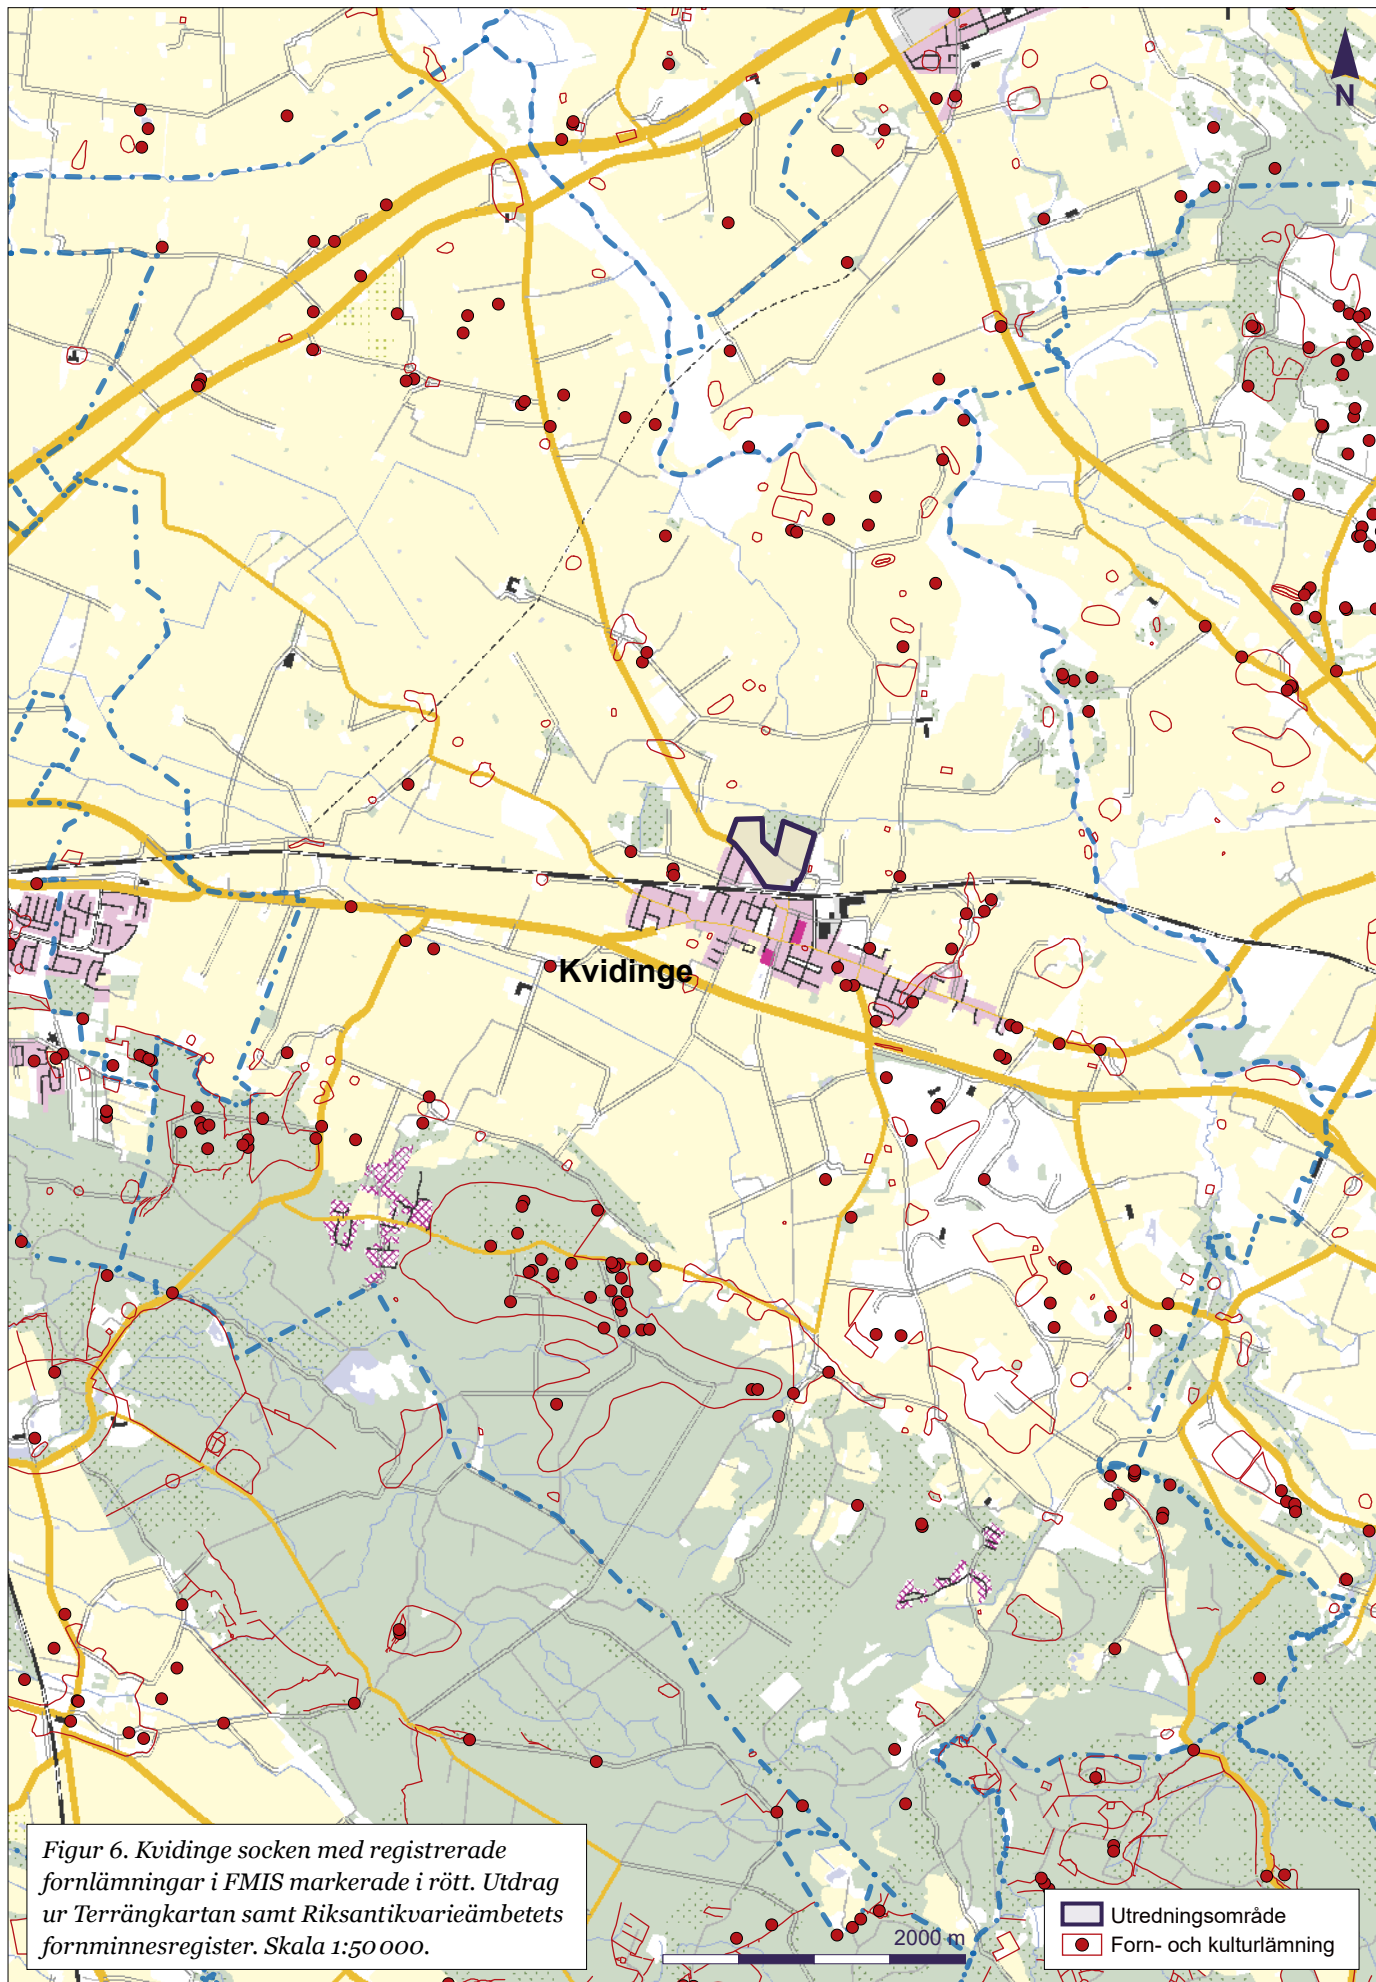 N
Kvidinge
Figur 6. Kvidinge socken med registrerade
fornlämningar i FMIS markerade i rött. Utdrag
ur Terrängkartan samt Riksantikvarieämbetets
fornminnesregister. Skala 1:50 000.
2000 m
Utredningsområde
Forn- och kulturlämning